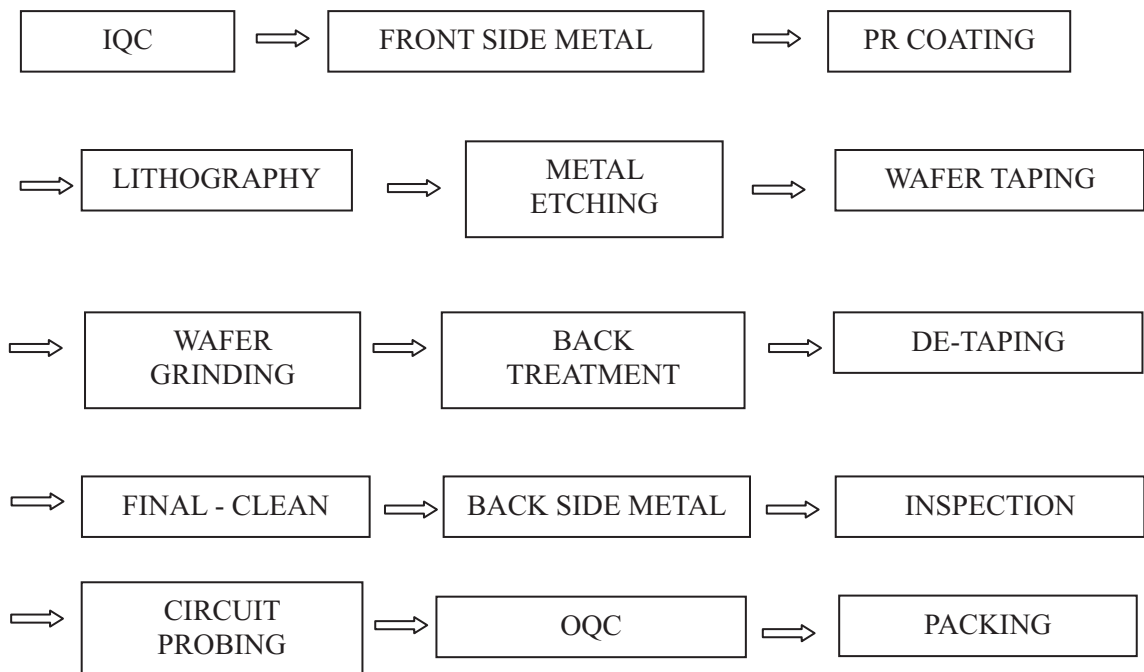 IQC
FRONT SIDE METAL
PR COATING
LITHOGRAPHY
METAL
ETCHING
WAFER TAPING
WAFER
GRINDING
BACK
TREATMENT
DE-TAPING
FINAL - CLEAN
BACK SIDE METAL
INSPECTION
CIRCUIT
PROBING
OQC
PACKING